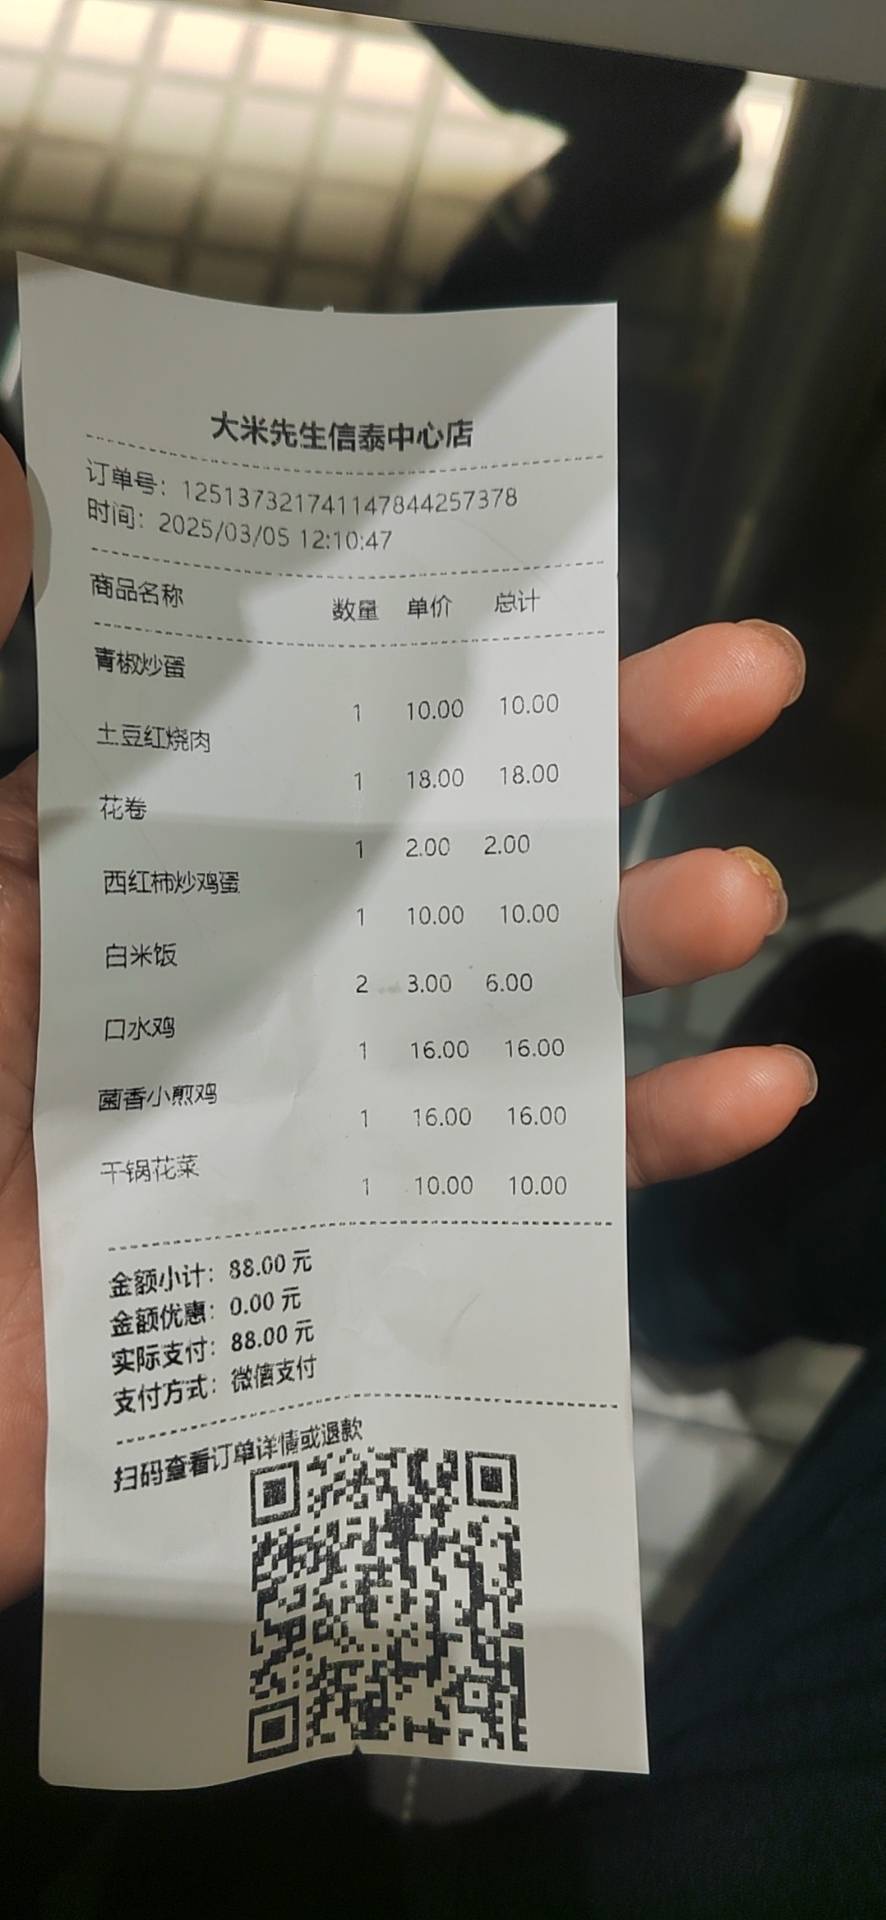 大米先生信泰中心店
订单号：125137321741147844257378
时间：2025/03/05 12:10:47
商品名称 数量 单价 总计
青椒炒蛋
1 10.00 10.00
土豆红烧肉
1 18.00 18.00
花卷
1 2.00 2.00
西红柿炒鸡蛋
1 10.00 10.00
白米饭
2 3.00 6.00
口水鸡
1 16.00 16.00
菌香小煎鸡
1 16.00 16.00
干锅花菜
1 10.00 10.00
金额小计：88.00 元
金额优惠：0.00 元
实际支付：88.00 元
支付方式：微信支付
扫码查看订单详情或退款